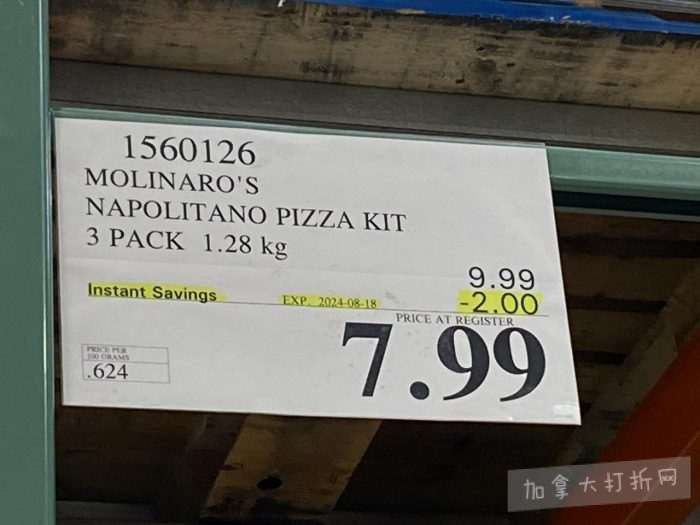 1560126
MOLINARO'S
NAPOLITANO PIZZA KIT
3 PACK 1.28 kg
9.99
Instant Savings EXP. 2024-08-18 -2.00
PRICE AT REGISTER
7.99
PRICE PER
100 GRAMS
.624
加拿大打折网